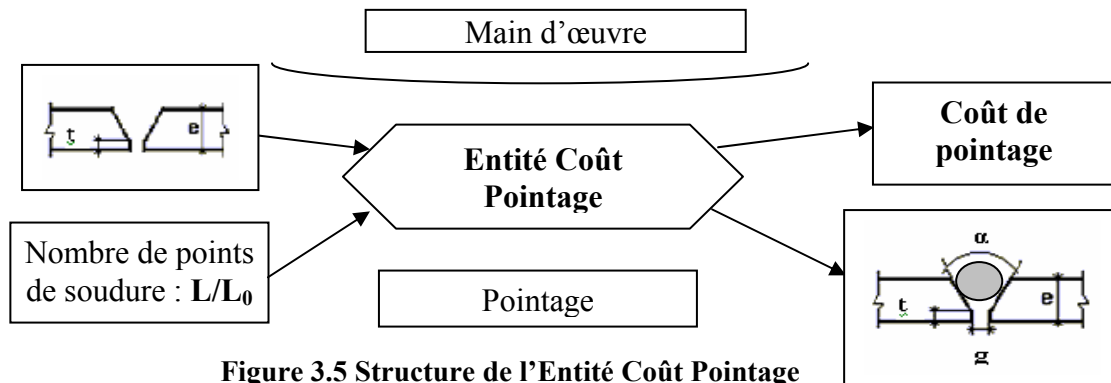 Main d'œuvre
t
e
Entité Coût
Pointage
Coût de
pointage
Nombre de points
de soudure : L/L₀
Pointage
α
t
e
g
Figure 3.5 Structure de l'Entité Coût Pointage